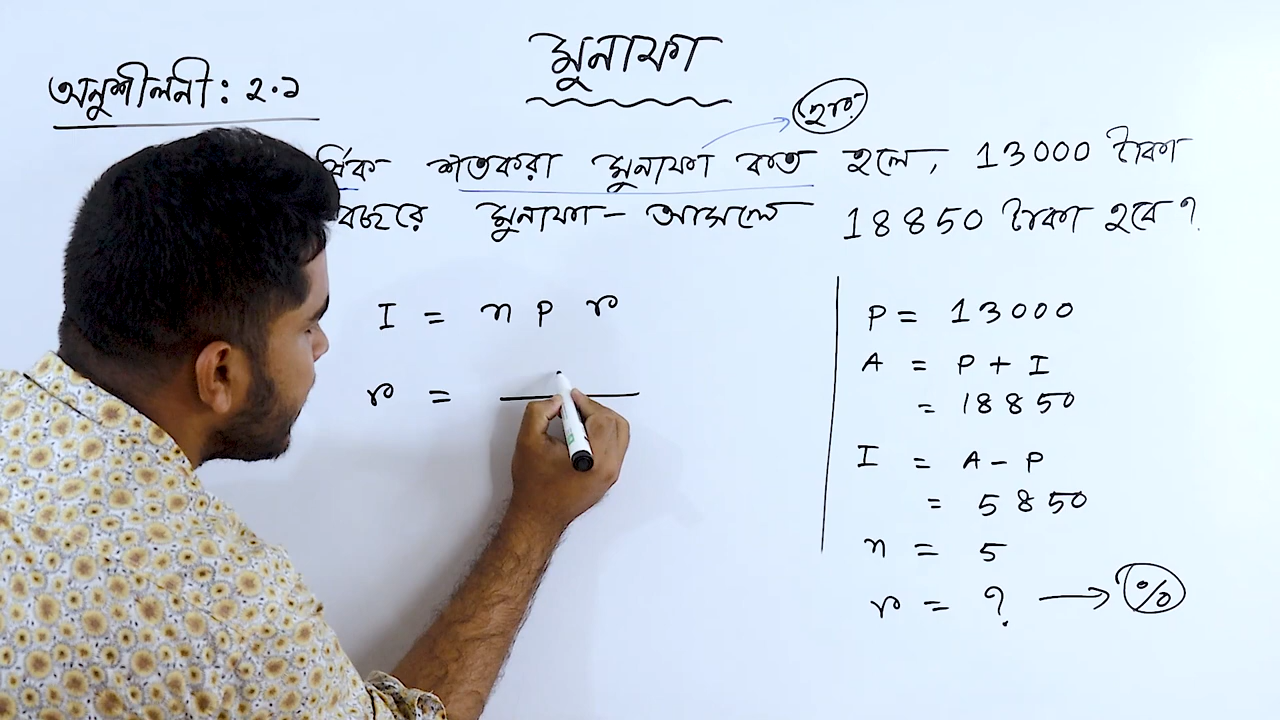 মুনাফা
অনুশীলনী: ২.১
হার
র্ষিক শতকরা মুনাফা কত হলে, 13000 টাকা
বছরে মুনাফা- আসলে 18850 টাকা হবে?
I = n p r
r =
P = 13000
A = P + I
= 18850
I = A - P
= 5850
n = 5
r = ? → %